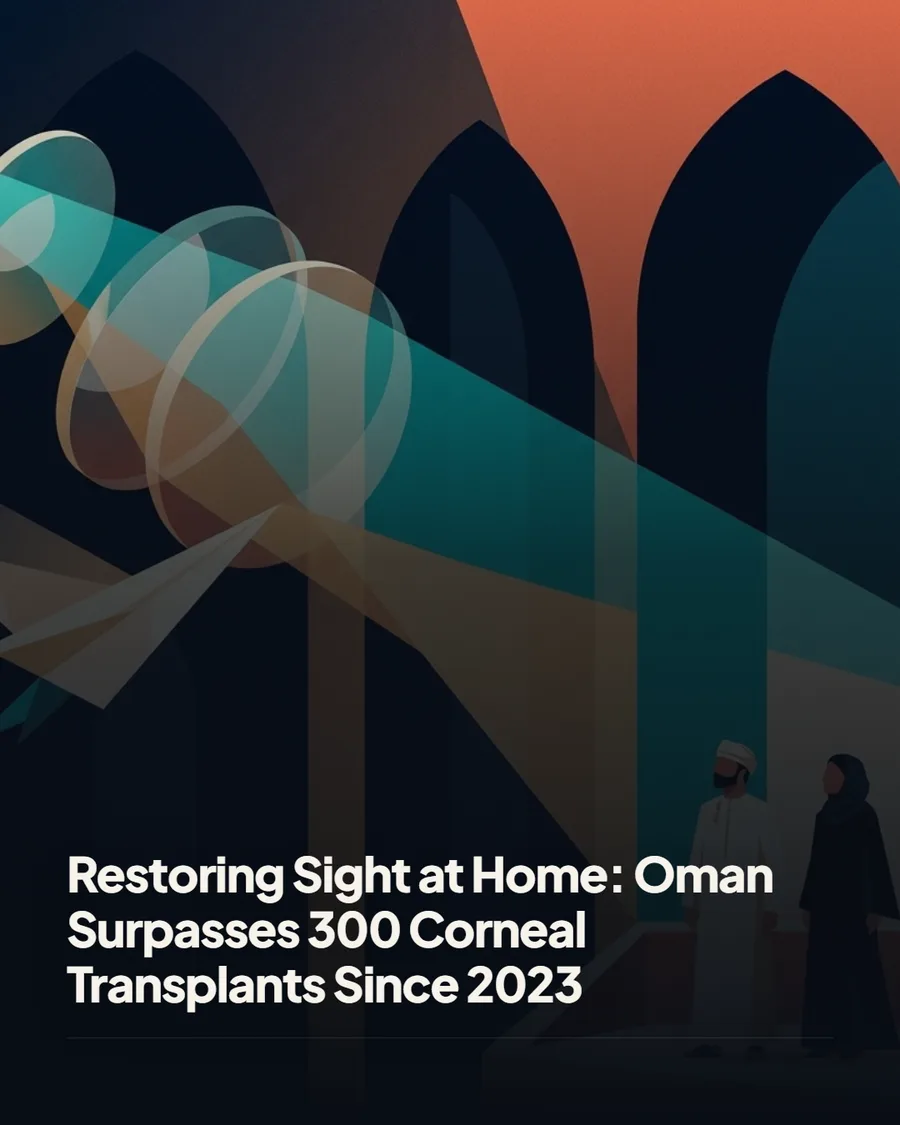 Restoring Sight at Home: Oman
Surpasses 300 Corneal
Transplants Since 2023